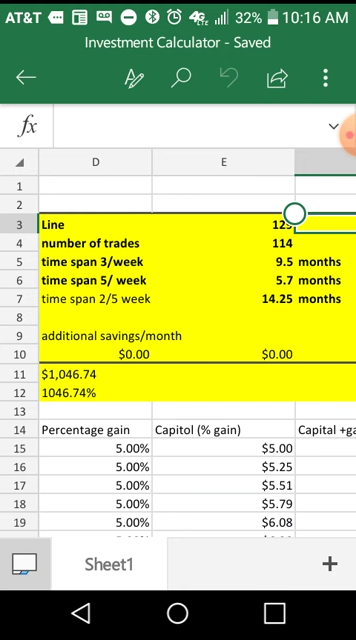 AT&T 4G LTE 32% 10:16 AM
Investment Calculator - Saved
fx
D E
1
2
3 Line
4 number of trades 114
5 time span 3/week 9.5 months
6 time span 5/ week 5.7 months
7 time span 2/5 week 14.25 months
8
9 additional savings/month
10 $0.00 $0.00
11 $1,046.74
12 1046.74%
13
14 Percentage gain Capitol (% gain) Capital +ga
15 5.00% $5.00
16 5.00% $5.25
17 5.00% $5.51
18 5.00% $5.79
19 5.00% $6.08
Sheet1 +